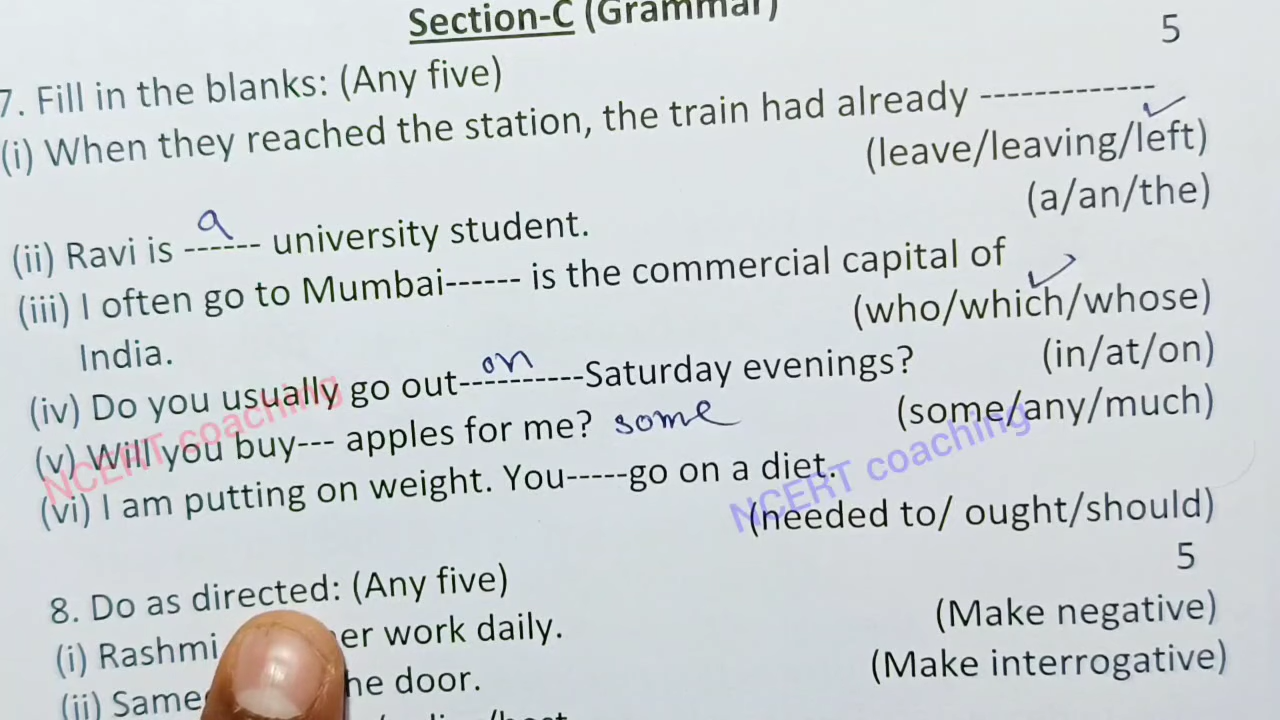 Section-C (Grammar)
5
7. Fill in the blanks: (Any five)
(i) When they reached the station, the train had already -------------
(leave/leaving/left)
(a/an/the)
a
(ii) Ravi is ------ university student.
(iii) I often go to Mumbai------ is the commercial capital of
India.
(who/which/whose)
on
(iv) Do you usually go out----------Saturday evenings?
(in/at/on)
(v) Will you buy--- apples for me? some
(some/any/much)
(vi) I am putting on weight. You-----go on a diet.
(needed to/ ought/should)
NCERT coaching
NCERT coaching
5
8. Do as directed: (Any five)
(i) Rashmi er work daily.
(Make negative)
(ii) Same he door.
(Make interrogative)